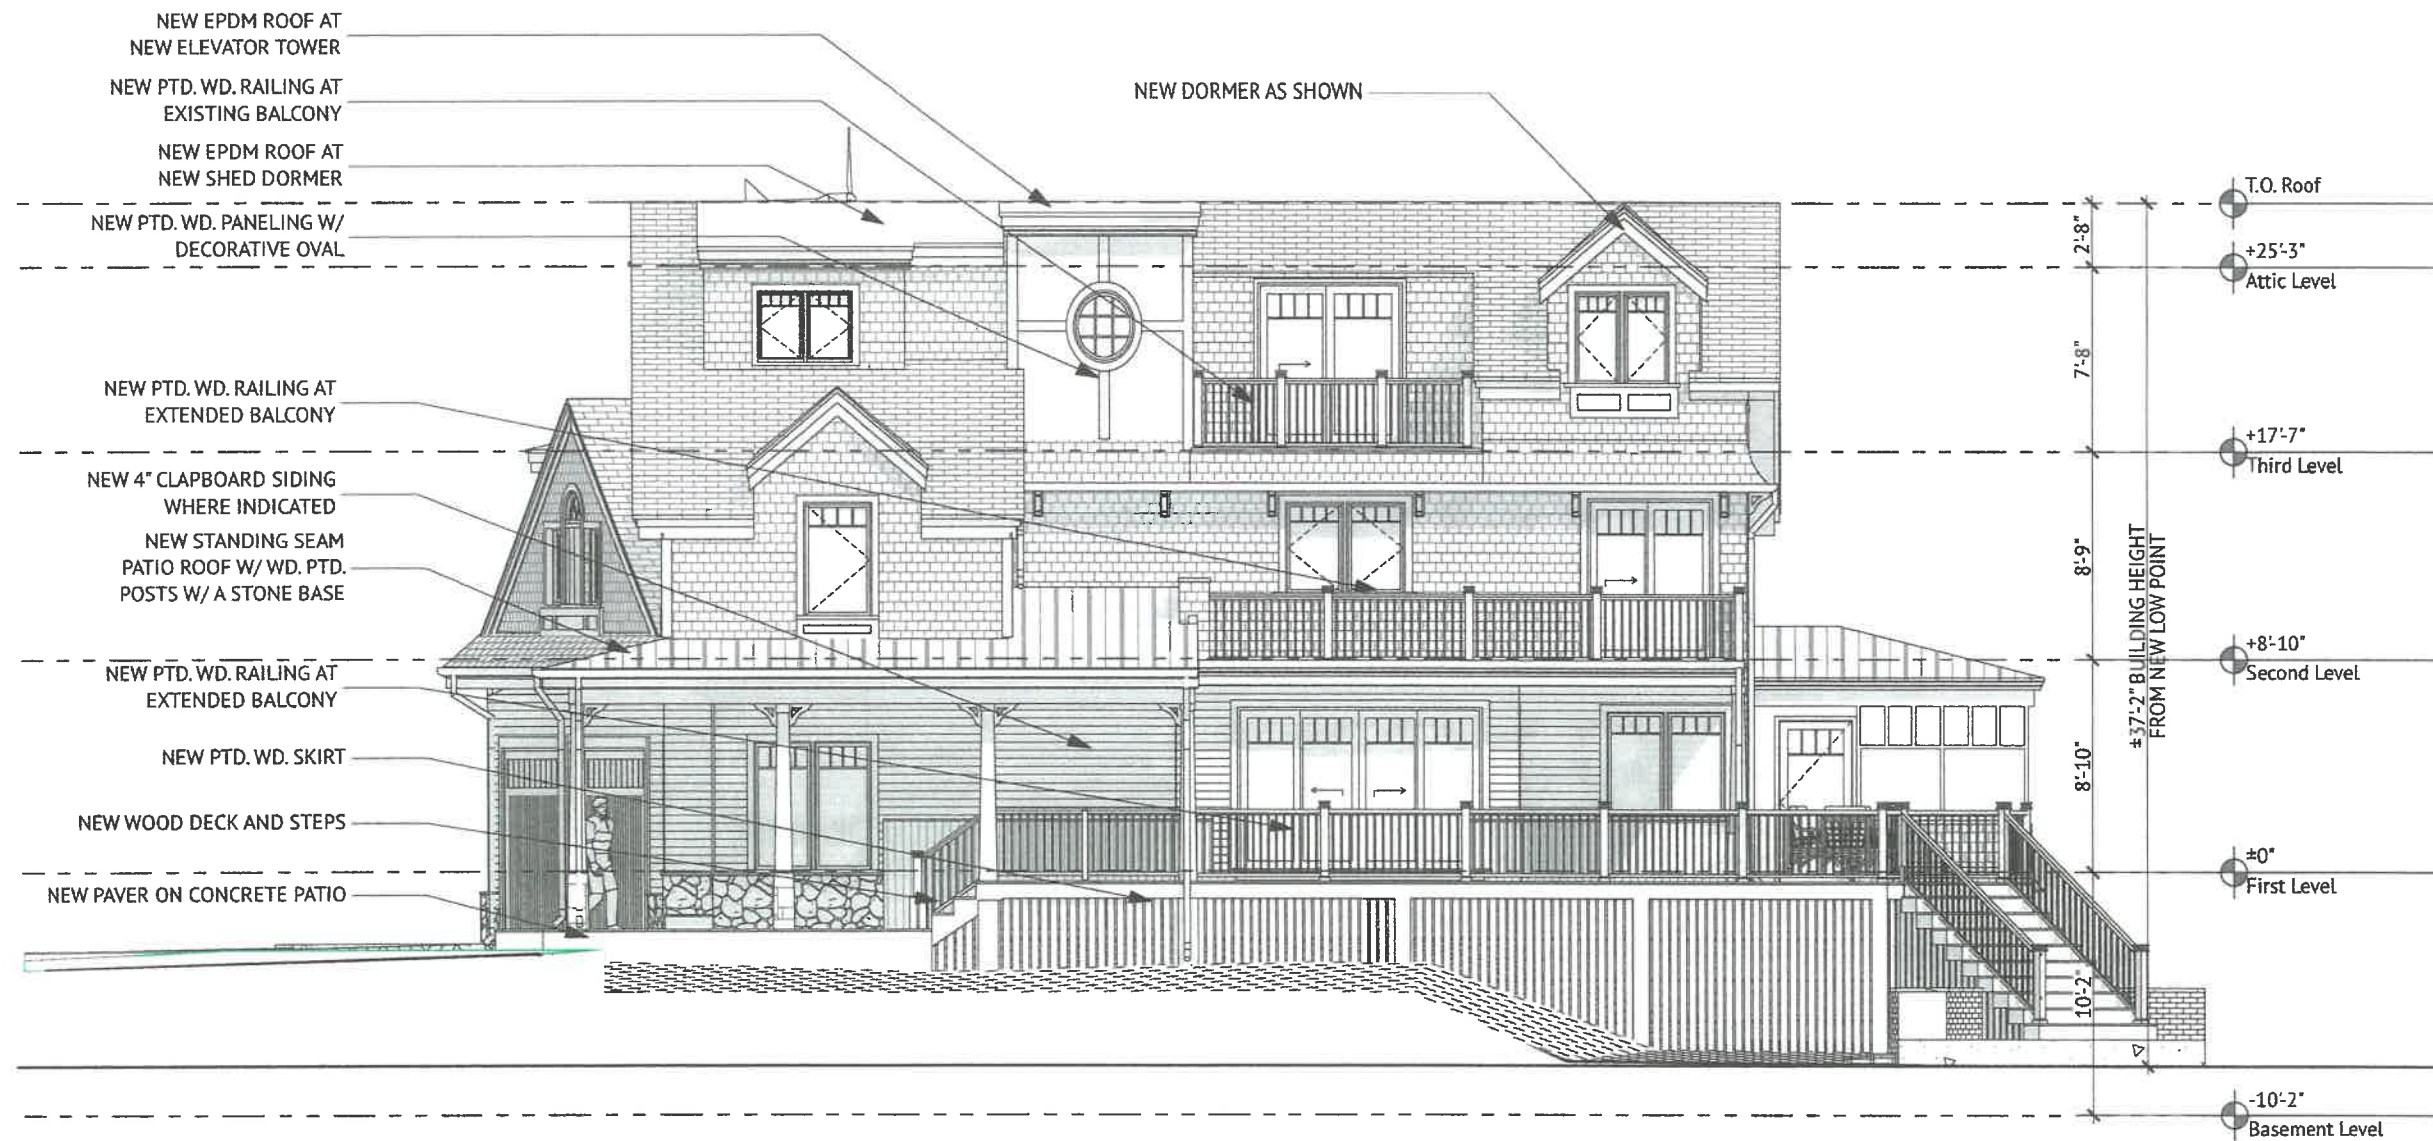 NEW EPDM ROOF AT
NEW ELEVATOR TOWER
NEW PTD. WD. RAILING AT
EXISTING BALCONY
NEW EPDM ROOF AT
NEW SHED DORMER
NEW PTD. WD. PANELING W/
DECORATIVE OVAL
NEW PTD. WD. RAILING AT
EXTENDED BALCONY
NEW 4" CLAPBOARD SIDING
WHERE INDICATED
NEW STANDING SEAM
PATIO ROOF W/ WD. PTD.
POSTS W/ A STONE BASE
NEW PTD. WD. RAILING AT
EXTENDED BALCONY
NEW PTD. WD. SKIRT
NEW WOOD DECK AND STEPS
NEW PAVER ON CONCRETE PATIO
NEW DORMER AS SHOWN
2'-8"
7'-8"
8'-9"
8'-10"
10'-2"
±37'-2" BUILDING HEIGHT
FROM NEW LOW POINT
T.O. Roof
+25'-3"
Attic Level
+17'-7"
Third Level
+8'-10"
Second Level
±0"
First Level
-10'-2"
Basement Level